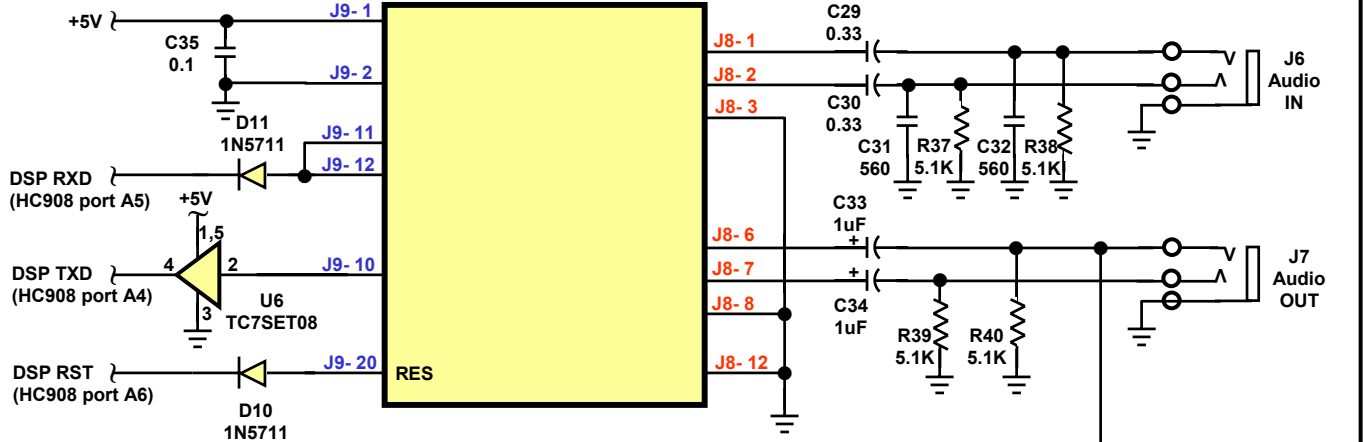 +5V
C35
0.1
J9- 1
J9- 2
D11
1N5711
J9- 11
J9- 12
DSP RXD
(HC908 port A5)
+5V
1,5
4
2
3
J9- 10
DSP TXD
(HC908 port A4)
U6
TC7SET08
DSP RST
(HC908 port A6)
J9- 20
RES
D10
1N5711
J8- 1
J8- 2
J8- 3
C29
0.33
C30
0.33
C31
560
R37
5.1K
C32
560
R38
5.1K
J6
Audio
IN
J8- 6
J8- 7
J8- 8
J8- 12
C33
1uF
+
+
C34
1uF
R39
5.1K
R40
5.1K
J7
Audio
OUT